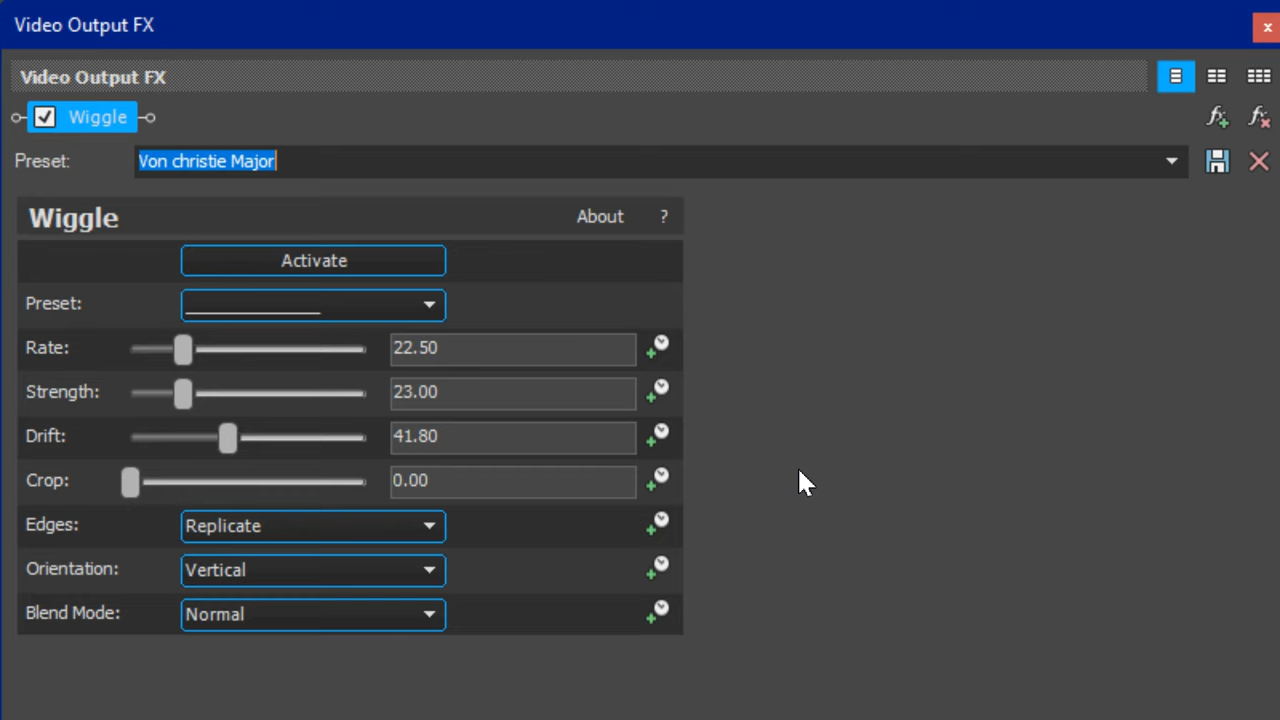 Video Output FX
x
Video Output FX
Wiggle
Preset: Von christie Major
Wiggle About ?
Activate
Preset: ______________
Rate: 22.50
Strength: 23.00
Drift: 41.80
Crop: 0.00
Edges: Replicate
Orientation: Vertical
Blend Mode: Normal